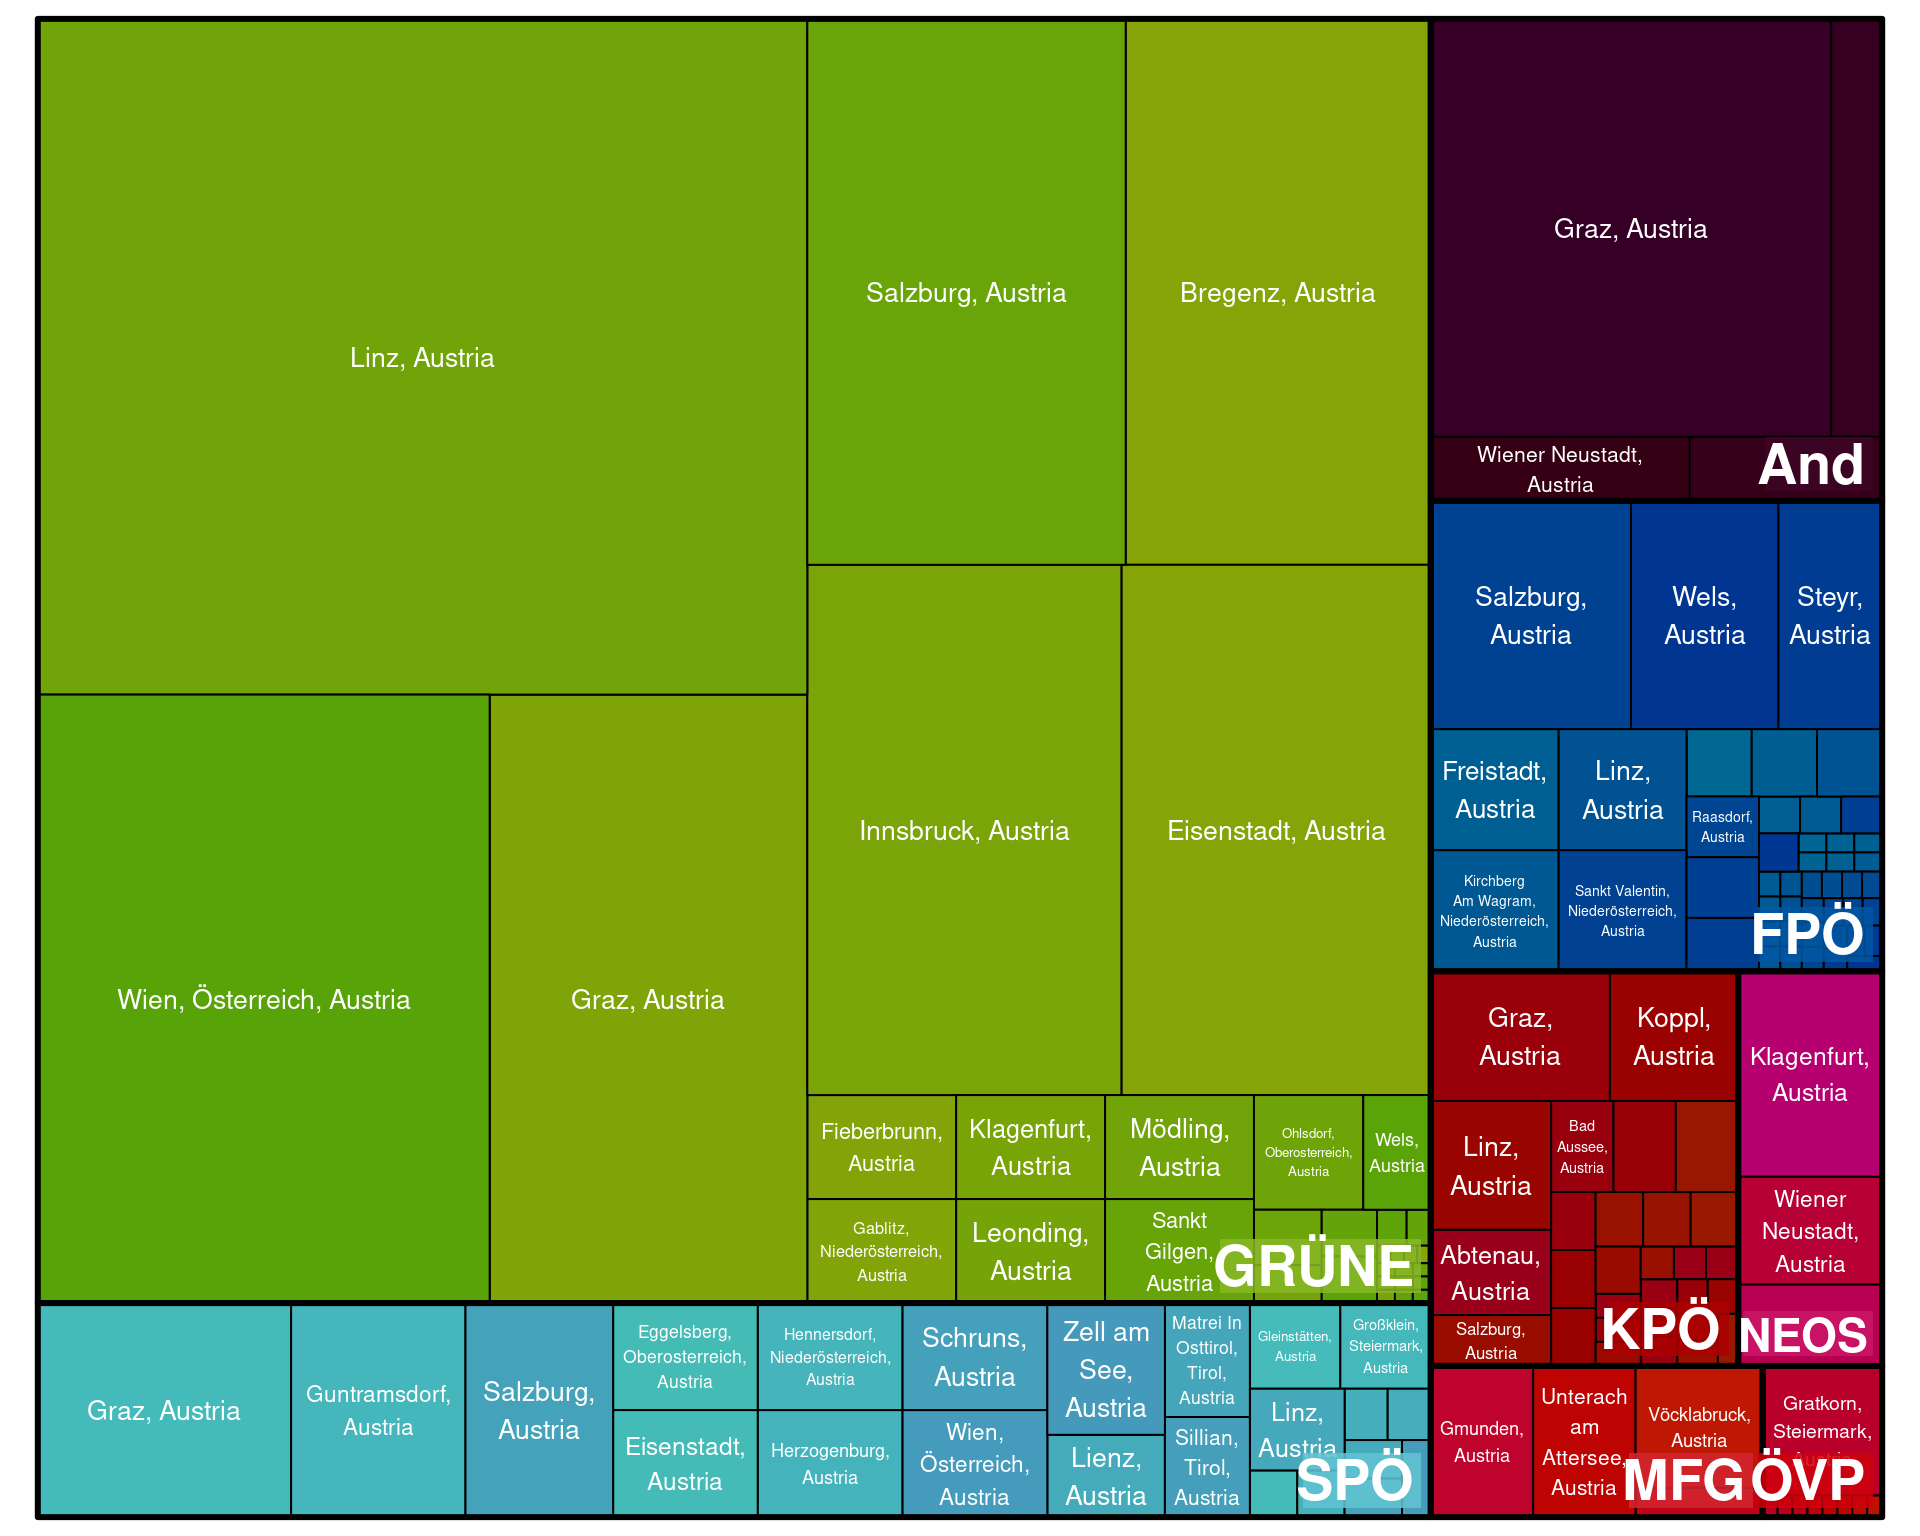 Linz, Austria
Salzburg, Austria
Bregenz, Austria
Wien, Österreich, Austria
Graz, Austria
Innsbruck, Austria
Eisenstadt, Austria
Fieberbrunn,
Austria
Klagenfurt,
Austria
Mödling,
Austria
Ohlsdorf,
Oberosterreich,
Austria
Wels,
Austria
Gablitz,
Niederösterreich,
Austria
Leonding,
Austria
Sankt
Gilgen,
Austria
GRÜNE
Graz, Austria
Guntramsdorf,
Austria
Salzburg,
Austria
Eggelsberg,
Oberosterreich,
Austria
Eisenstadt,
Austria
Hennersdorf,
Niederösterreich,
Austria
Herzogenburg,
Austria
Schruns,
Austria
Wien,
Österreich,
Austria
Zell am
See,
Austria
Lienz,
Austria
Matrei In
Osttirol,
Tirol,
Austria
Sillian,
Tirol,
Austria
Gleinstätten,
Austria
Großklein,
Steiermark,
Austria
Linz,
Austria
SPÖ
Graz, Austria
Wiener Neustadt,
Austria
And
Salzburg,
Austria
Wels,
Austria
Steyr,
Austria
Freistadt,
Austria
Linz,
Austria
Raasdorf,
Austria
Kirchberg
Am Wagram,
Niederösterreich,
Austria
Sankt Valentin,
Niederösterreich,
Austria
FPÖ
Graz,
Austria
Koppl,
Austria
Linz,
Austria
Bad
Aussee,
Austria
Abtenau,
Austria
Salzburg,
Austria
KPÖ
Klagenfurt,
Austria
Wiener
Neustadt,
Austria
NEOS
Gmunden,
Austria
Unterach
am
Attersee,
Austria
Vöcklabruck,
Austria
MFG
Gratkorn,
Steiermark,
ÖVP